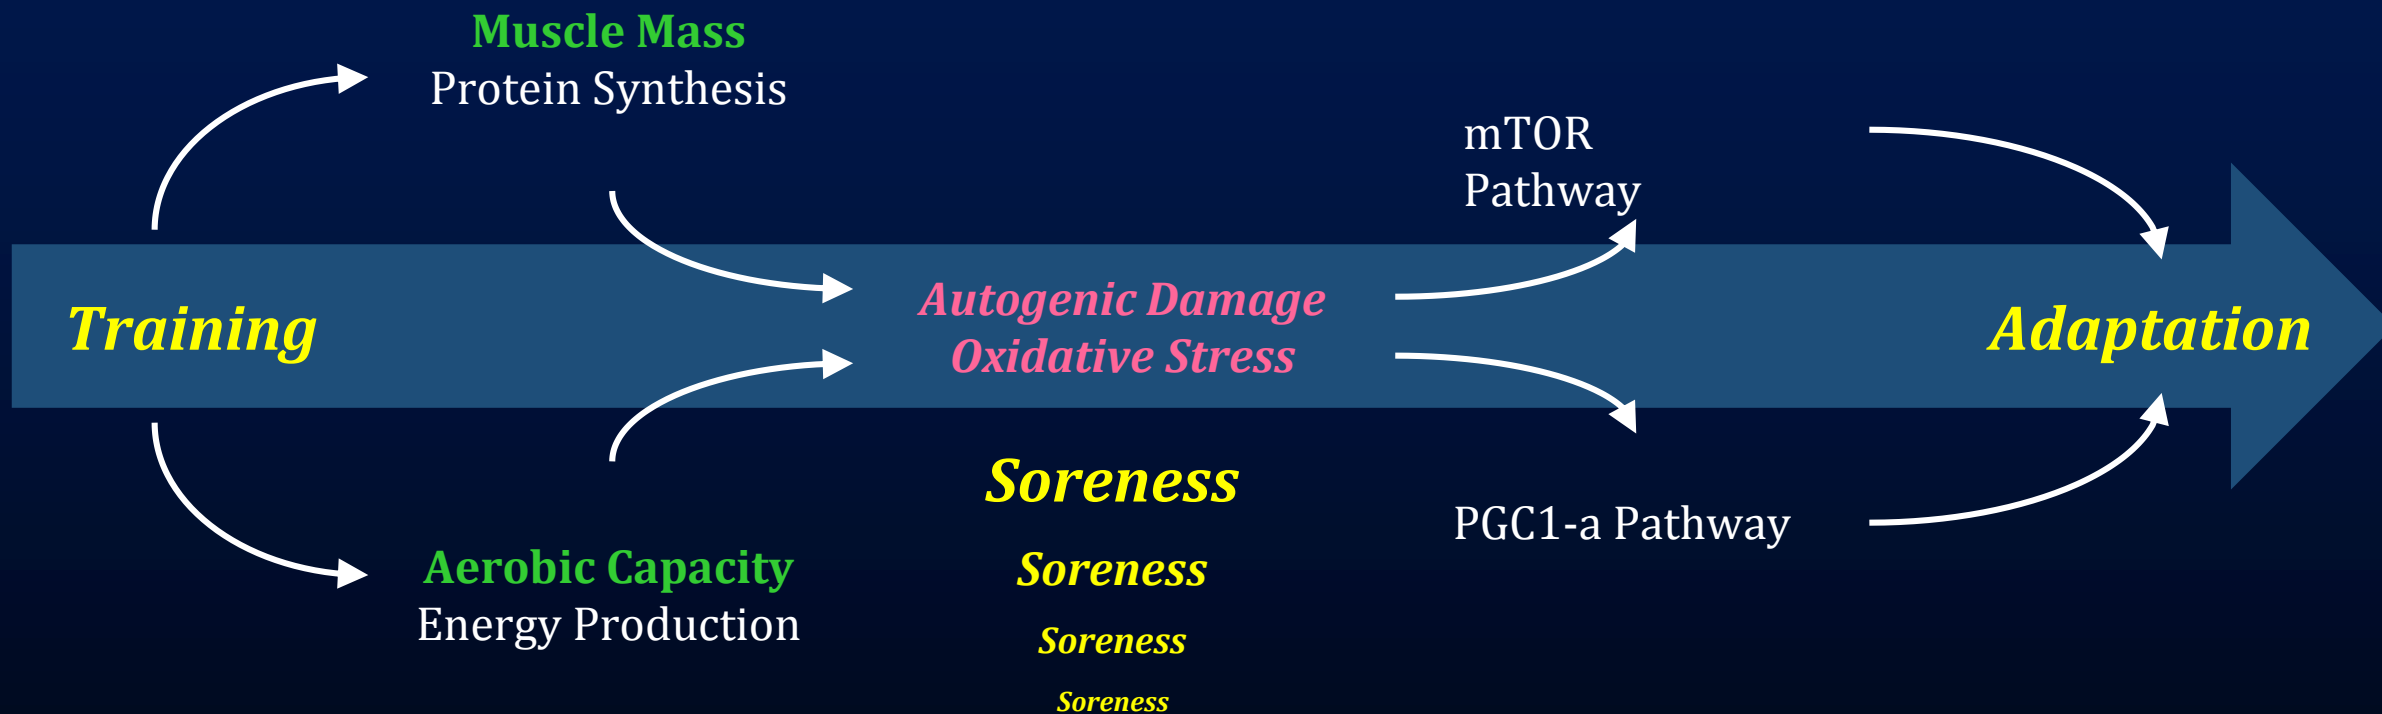 Muscle Mass
Protein Synthesis
mTOR
Pathway
Training
Autogenic Damage
Oxidative Stress
Adaptation
Soreness
PGC1-a Pathway
Aerobic Capacity
Energy Production
Soreness
Soreness
Soreness